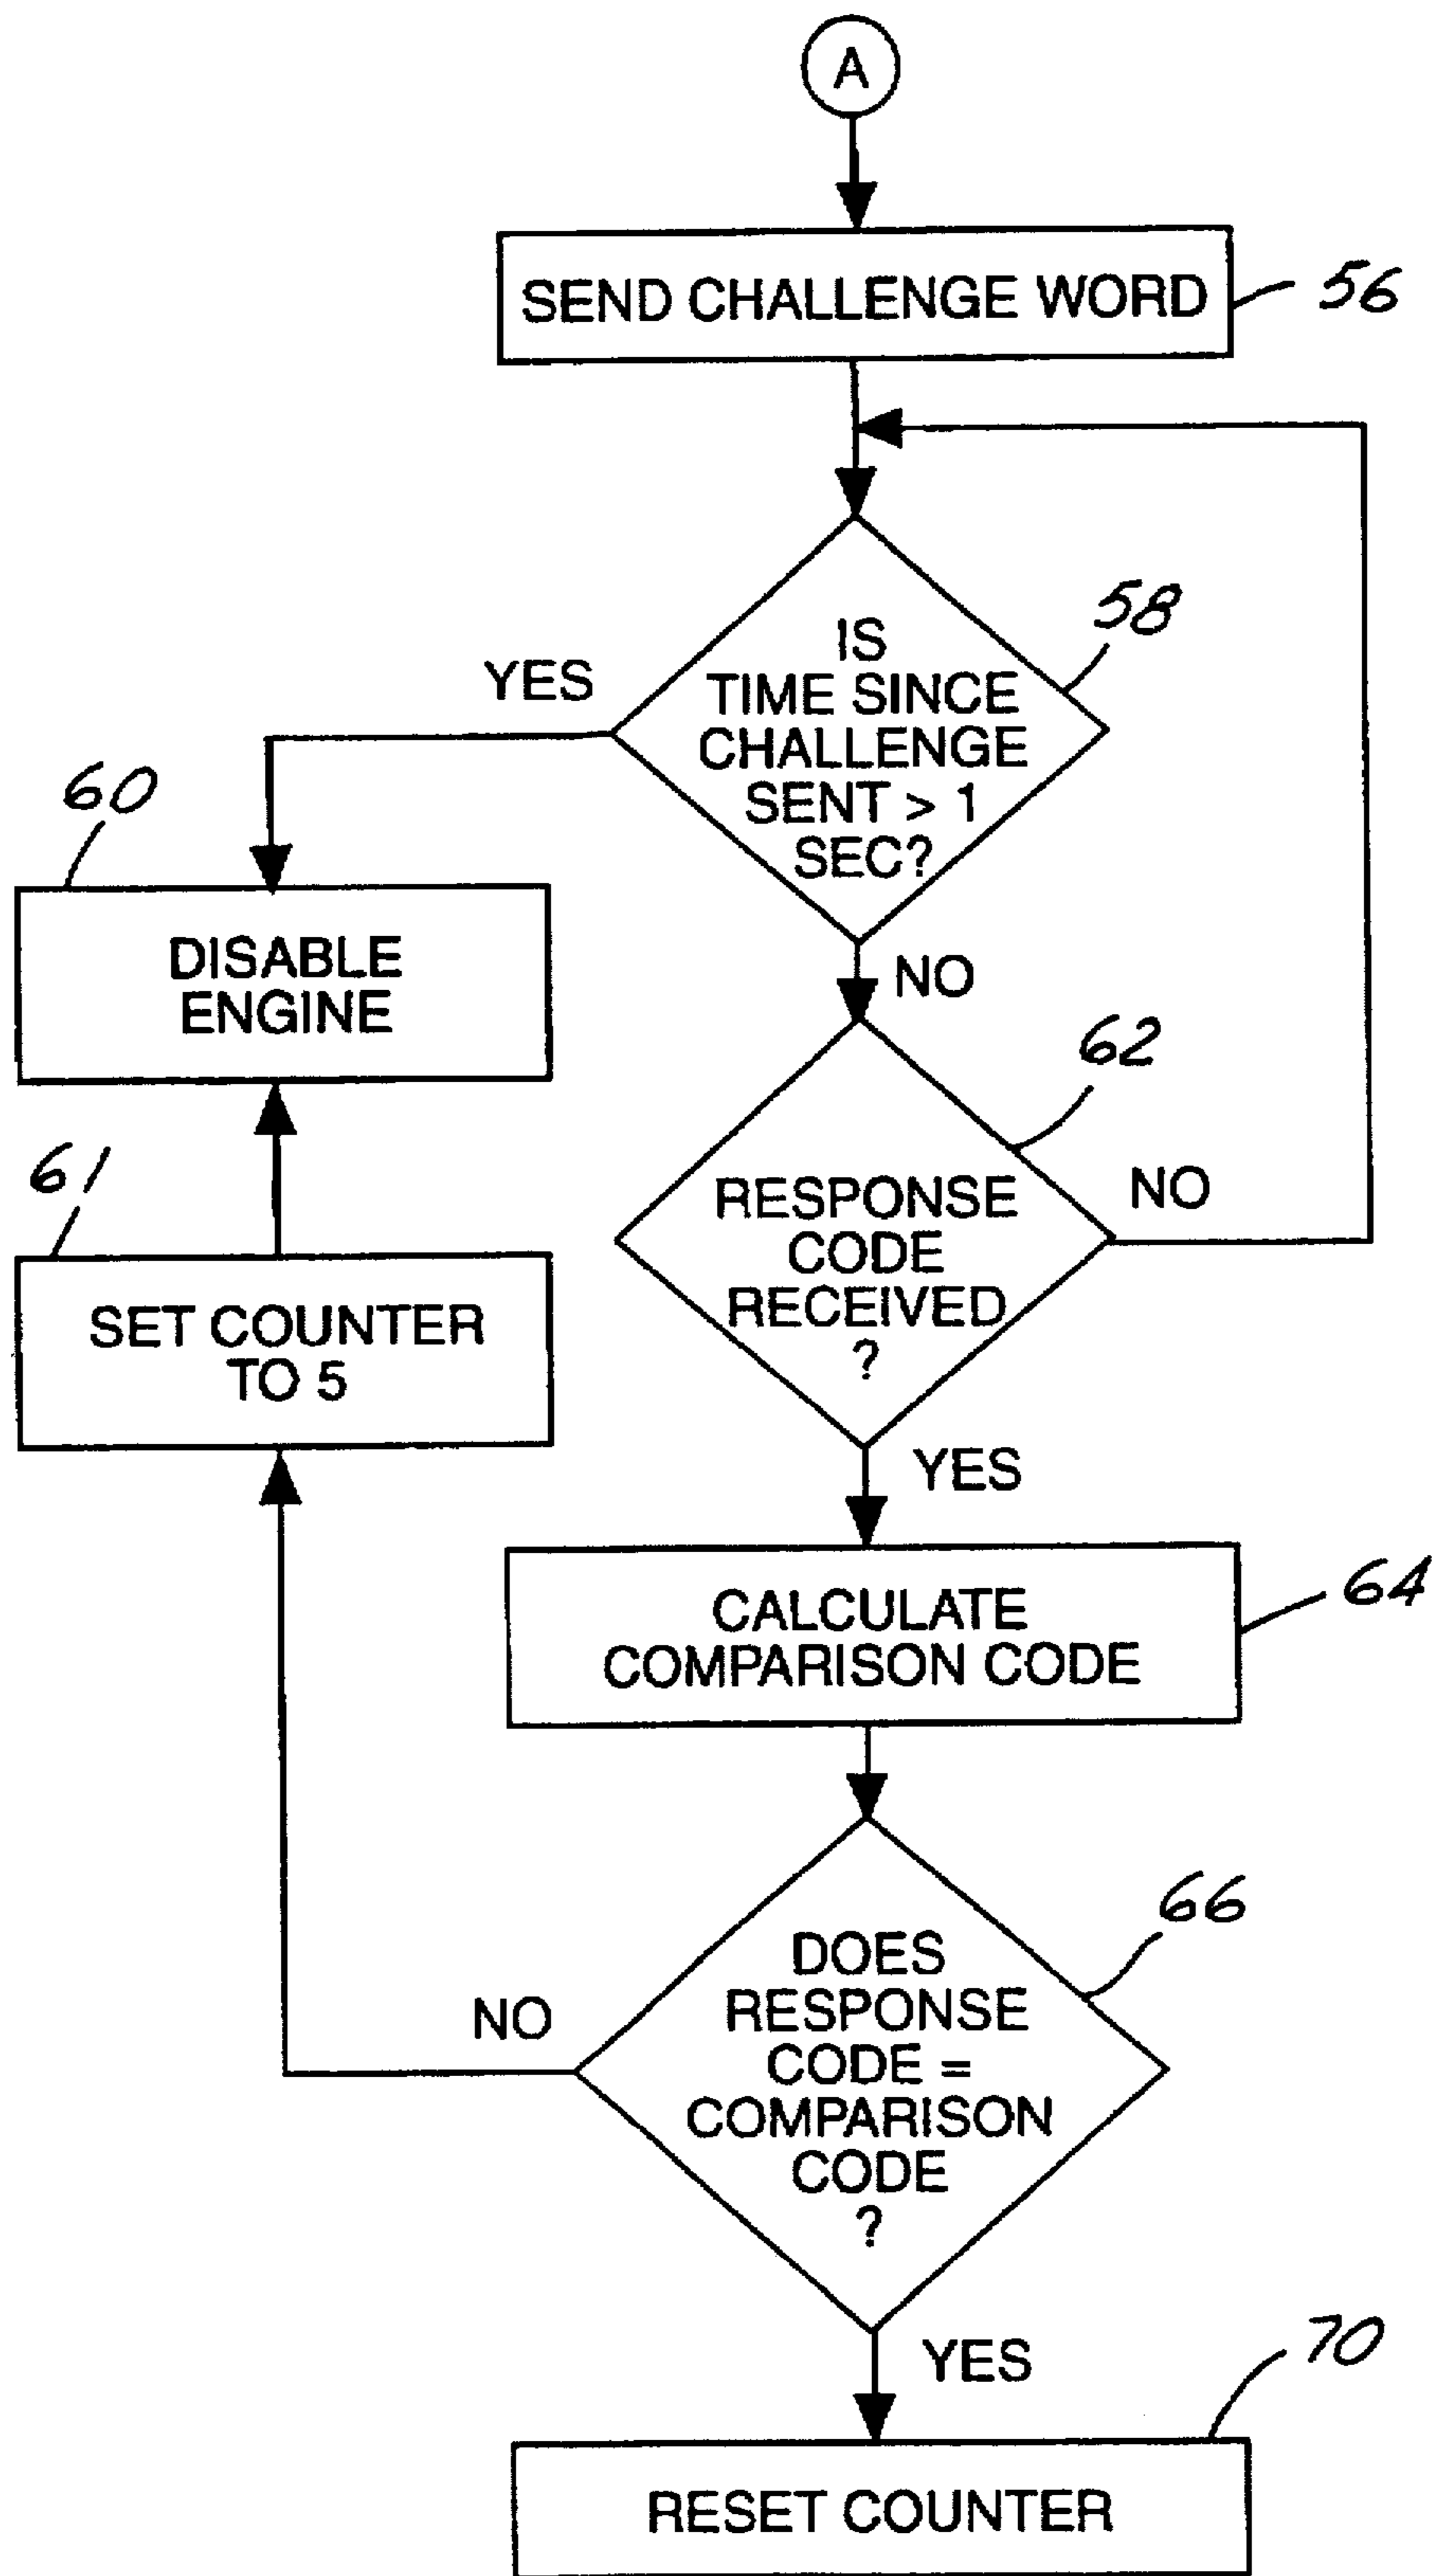 A
SEND CHALLENGE WORD
56
58
IS
TIME SINCE
CHALLENGE
SENT > 1
SEC?
YES
NO
60
DISABLE
ENGINE
62
RESPONSE
CODE
RECEIVED
?
NO
YES
61
SET COUNTER
TO 5
CALCULATE
COMPARISON CODE
64
66
DOES
RESPONSE
CODE =
COMPARISON
CODE
?
NO
YES
70
RESET COUNTER